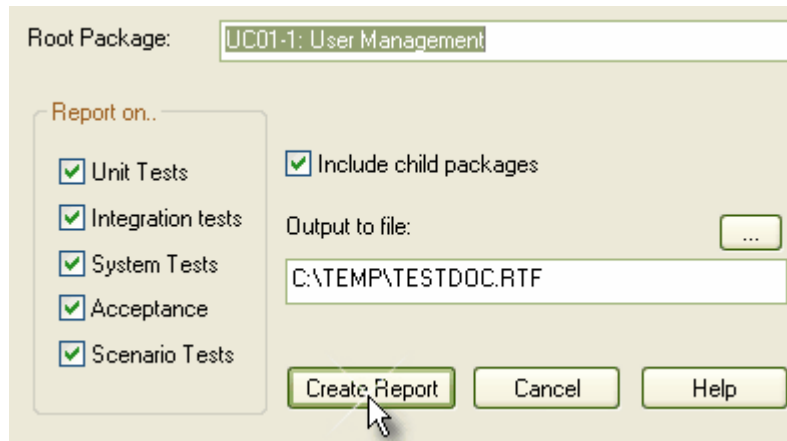 Root Package: UC01-1: User Management
Report on..
Unit Tests
Integration tests
System Tests
Acceptance
Scenario Tests
Include child packages
Output to file:
...
C:\TEMP\TESTDOC.RTF
Create Report Cancel Help